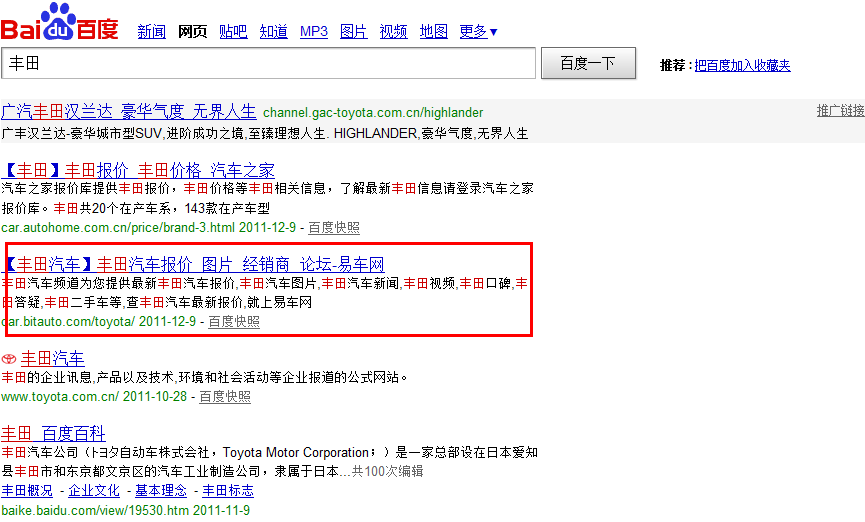 Bai du 百度 新闻 网页 贴吧 知道 MP3 图片 视频 地图 更多▼
丰田 百度一下 推荐:把百度加入收藏夹
广汽丰田汉兰达 豪华气度 无界人生 channel.gac-toyota.com.cn/highlander 推广链接
广丰汉兰达-豪华城市型SUV,进阶成功之境,至臻理想人生. HIGHLANDER,豪华气度,无界人生
【丰田】丰田报价_丰田价格_汽车之家
汽车之家报价库提供丰田报价，丰田价格等丰田相关信息，了解最新丰田信息请登录汽车之家
报价库。丰田共20个在产车系，143款在产车型
car.autohome.com.cn/price/brand-3.html 2011-12-9 - 百度快照
【丰田汽车】丰田汽车报价_图片_经销商_论坛-易车网
丰田汽车频道为您提供最新丰田汽车报价,丰田汽车图片,丰田汽车新闻,丰田视频,丰田口碑,丰
田答疑,丰田二手车等,查丰田汽车最新报价,就上易车网
car.bitauto.com/toyota/ 2011-12-9 - 百度快照
丰田汽车
丰田的企业讯息,产品以及技术,环境和社会活动等企业报道的公式网站。
www.toyota.com.cn/ 2011-10-28 - 百度快照
丰田_百度百科
丰田汽车公司（トヨタ自动车株式会社，Toyota Motor Corporation；）是一家总部设在日本爱知
县丰田市和东京都文京区的汽车工业制造公司，隶属于日本...共100次编辑
丰田概况 - 企业文化 - 基本理念 - 丰田标志
baike.baidu.com/view/19530.htm 2011-11-9